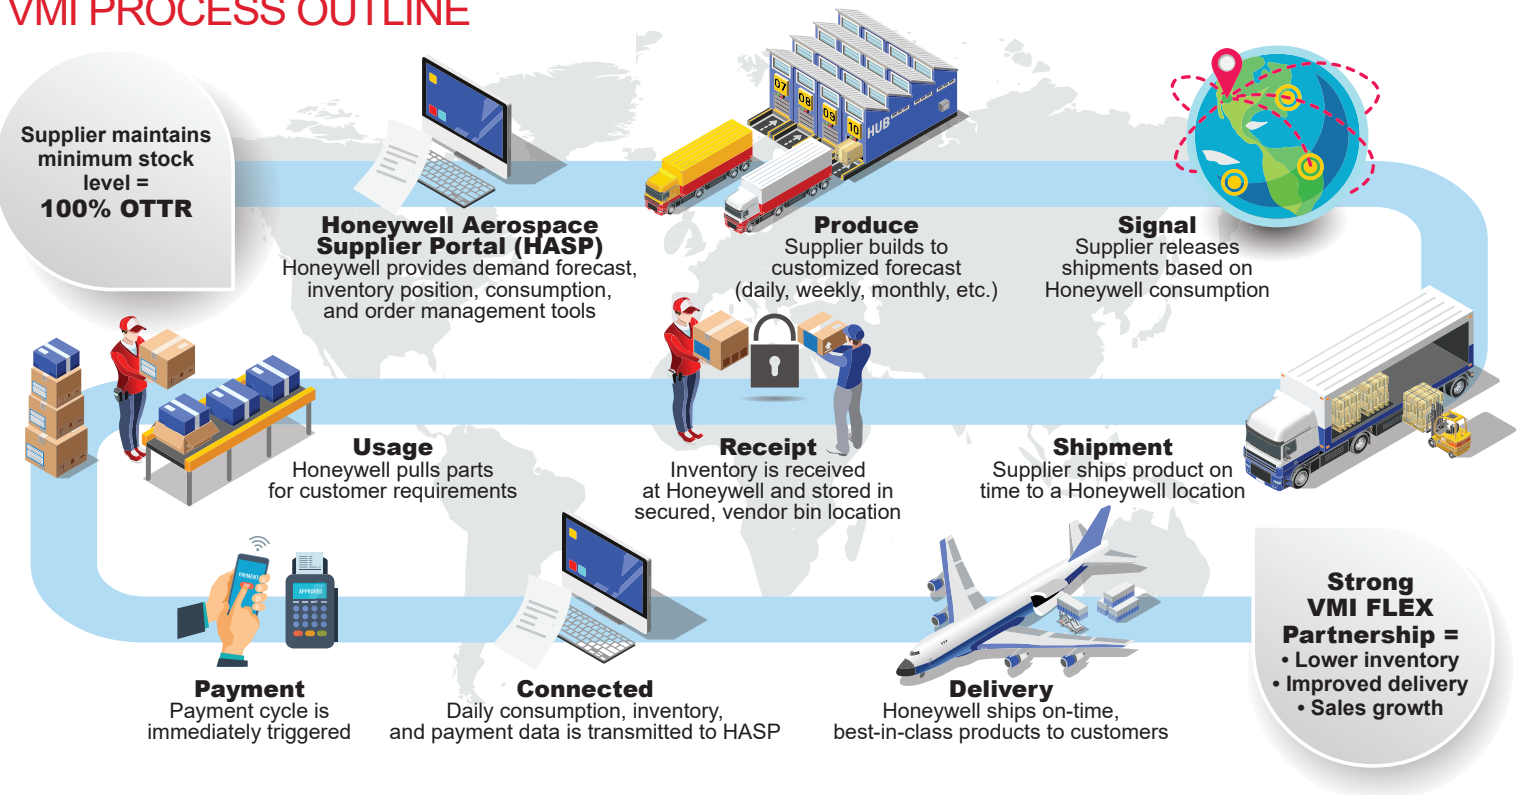 VMI PROCESS OUTLINE
Supplier maintains
minimum stock
level =
100% OTTR
Honeywell Aerospace
Supplier Portal (HASP)
Honeywell provides demand forecast,
inventory position, consumption,
and order management tools
07
08
09
10
HUB
Produce
Supplier builds to
customized forecast
(daily, weekly, monthly, etc.)
Signal
Supplier releases
shipments based on
Honeywell consumption
Usage
Honeywell pulls parts
for customer requirements
Receipt
Inventory is received
at Honeywell and stored in
secured, vendor bin location
Shipment
Supplier ships product on
time to a Honeywell location
PAYMENT
APPROVED
Payment
Payment cycle is
immediately triggered
Connected
Daily consumption, inventory,
and payment data is transmitted to HASP
Delivery
Honeywell ships on-time,
best-in-class products to customers
Strong
VMI FLEX
Partnership =
• Lower inventory
• Improved delivery
• Sales growth